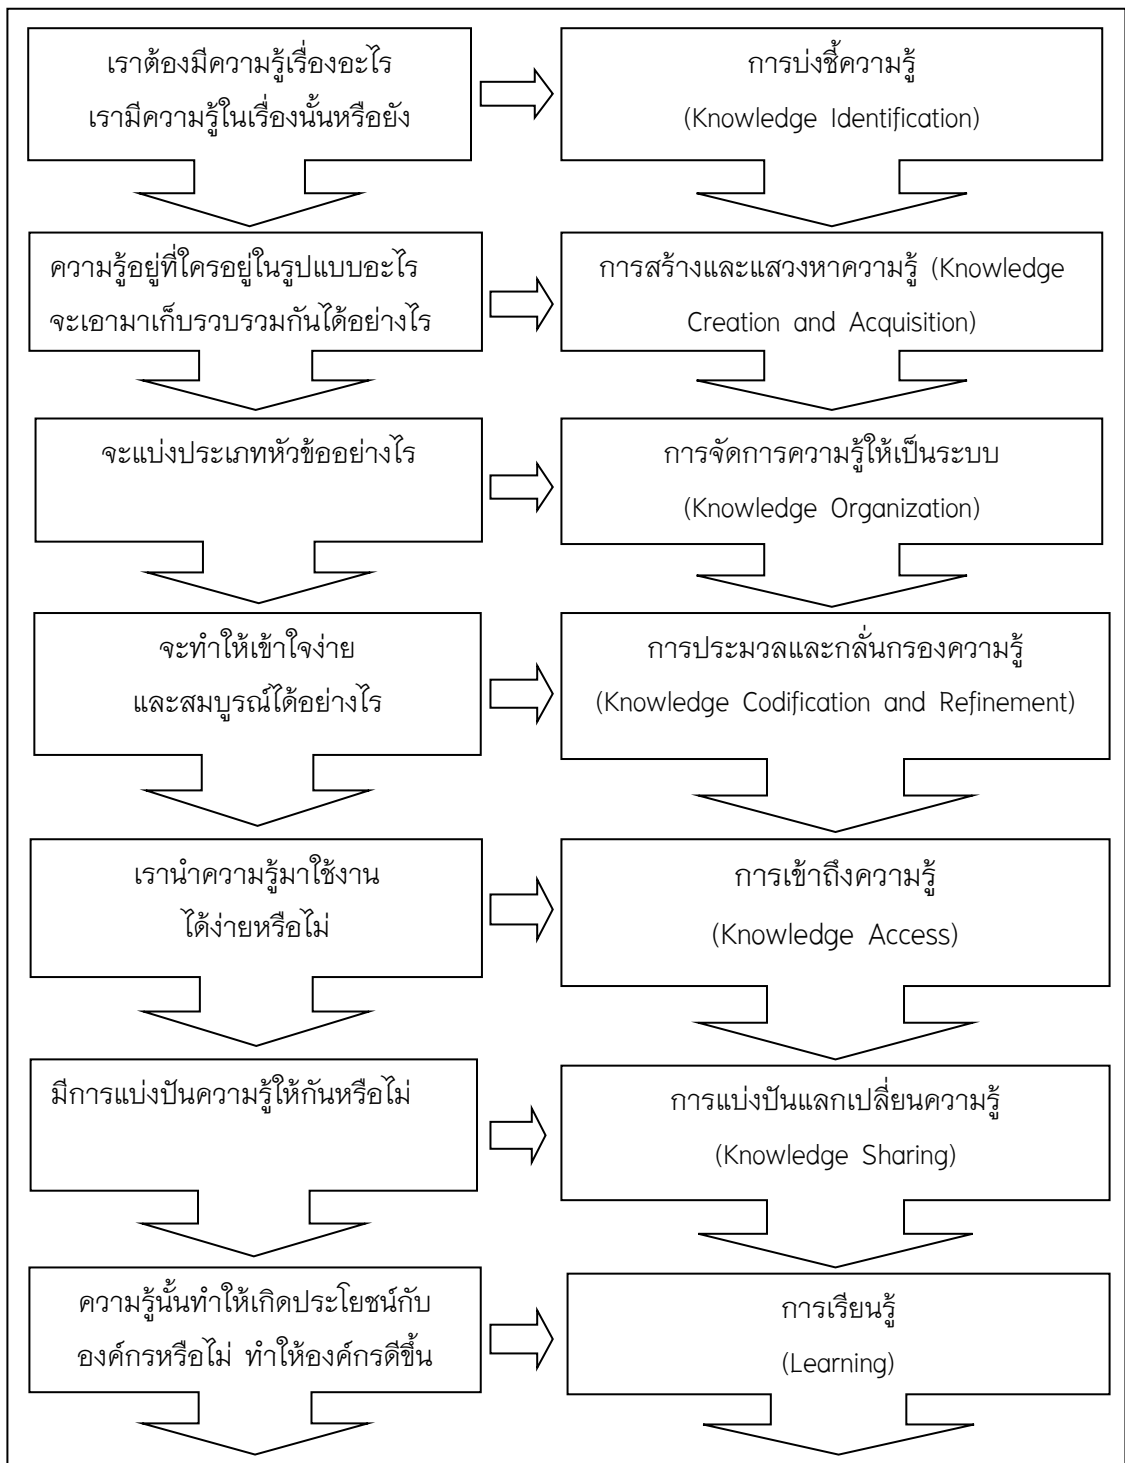 เราต้องมีความรู้เรื่องอะไร
เรามีความรู้ในเรื่องนั้นหรือยัง
การบ่งชี้ความรู้
(Knowledge Identification)
ความรู้อยู่ที่ใครอยู่ในรูปแบบอะไร
จะเอามาเก็บรวบรวมกันได้อย่างไร
การสร้างและแสวงหาความรู้ (Knowledge
Creation and Acquisition)
จะแบ่งประเภทหัวข้ออย่างไร
การจัดการความรู้ให้เป็นระบบ
(Knowledge Organization)
จะทำให้เข้าใจง่าย
และสมบูรณ์ได้อย่างไร
การประมวลและกลั่นกรองความรู้
(Knowledge Codification and Refinement)
เรานำความรู้มาใช้งาน
ได้ง่ายหรือไม่
การเข้าถึงความรู้
(Knowledge Access)
มีการแบ่งปันความรู้ให้กันหรือไม่
การแบ่งปันแลกเปลี่ยนความรู้
(Knowledge Sharing)
ความรู้นั้นทำให้เกิดประโยชน์กับ
องค์กรหรือไม่ ทำให้องค์กรดีขึ้น
การเรียนรู้
(Learning)